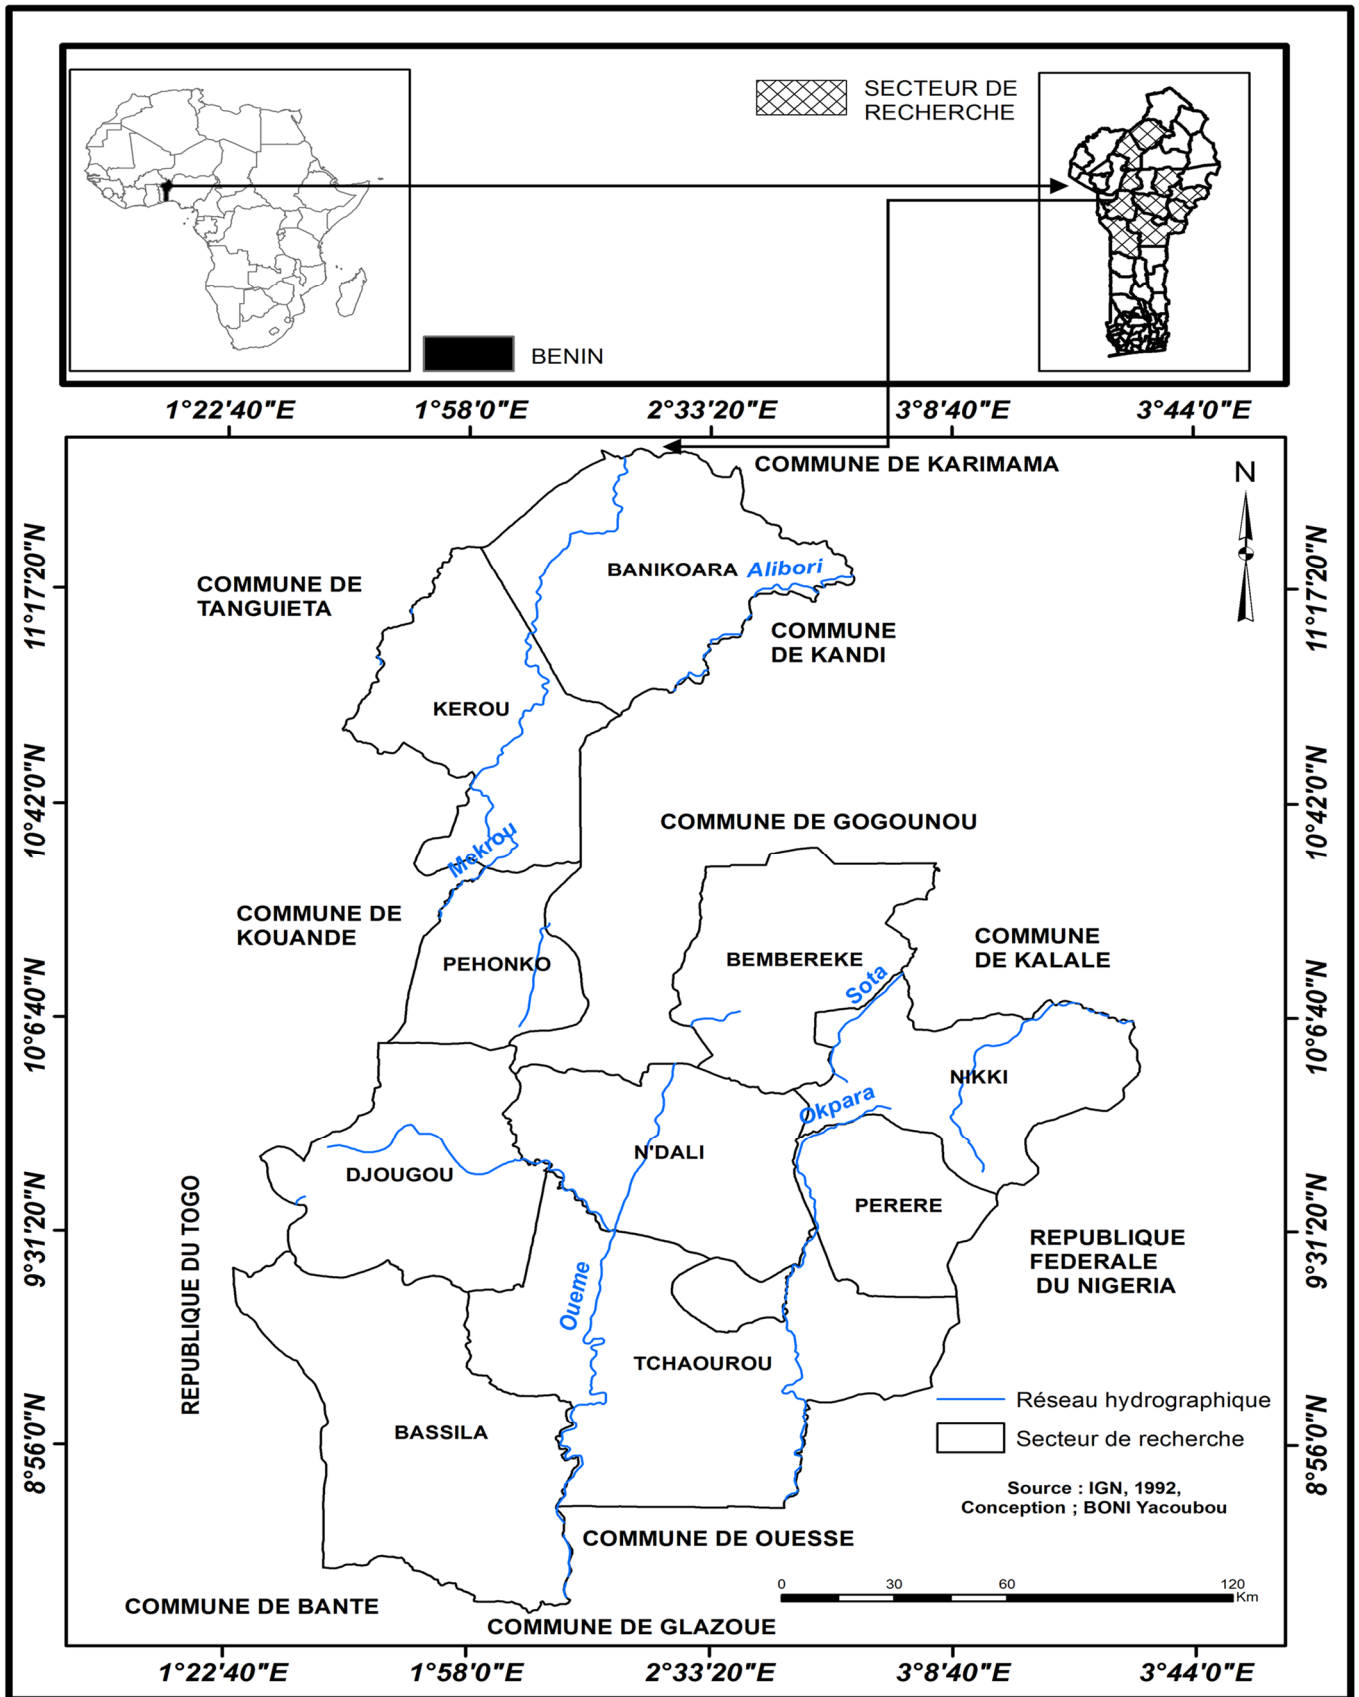 SECTEUR DE
RECHERCHE
BENIN
1°22'40"E
1°58'0"E
2°33'20"E
3°8'40"E
3°44'0"E
COMMUNE DE KARIMAMA
N
11°17'20"N
BANIKOARA
Alibori
11°17'20"N
COMMUNE DE
TANGUIETA
COMMUNE
DE KANDI
KEROU
10°42'0"N
10°42'0"N
COMMUNE DE GOGOUNOU
Mekrou
COMMUNE DE
KOUANDE
PEHONKO
BEMBEREKE
COMMUNE
DE KALALE
Sota
10°6'40"N
10°6'40"N
NIKKI
Okpara
N'DALI
DJOUGOU
PERERE
9°31'20"N
9°31'20"N
REPUBLIQUE DU TOGO
REPUBLIQUE
FEDERALE
DU NIGERIA
Oueme
TCHAOUROU
BASSILA
8°56'0"N
8°56'0"N
Réseau hydrographique
Secteur de recherche
Source : IGN, 1992,
Conception ; BONI Yacoubou
COMMUNE DE OUESSE
0 30 60 120
Km
COMMUNE DE BANTE
COMMUNE DE GLAZOUE
1°22'40"E
1°58'0"E
2°33'20"E
3°8'40"E
3°44'0"E